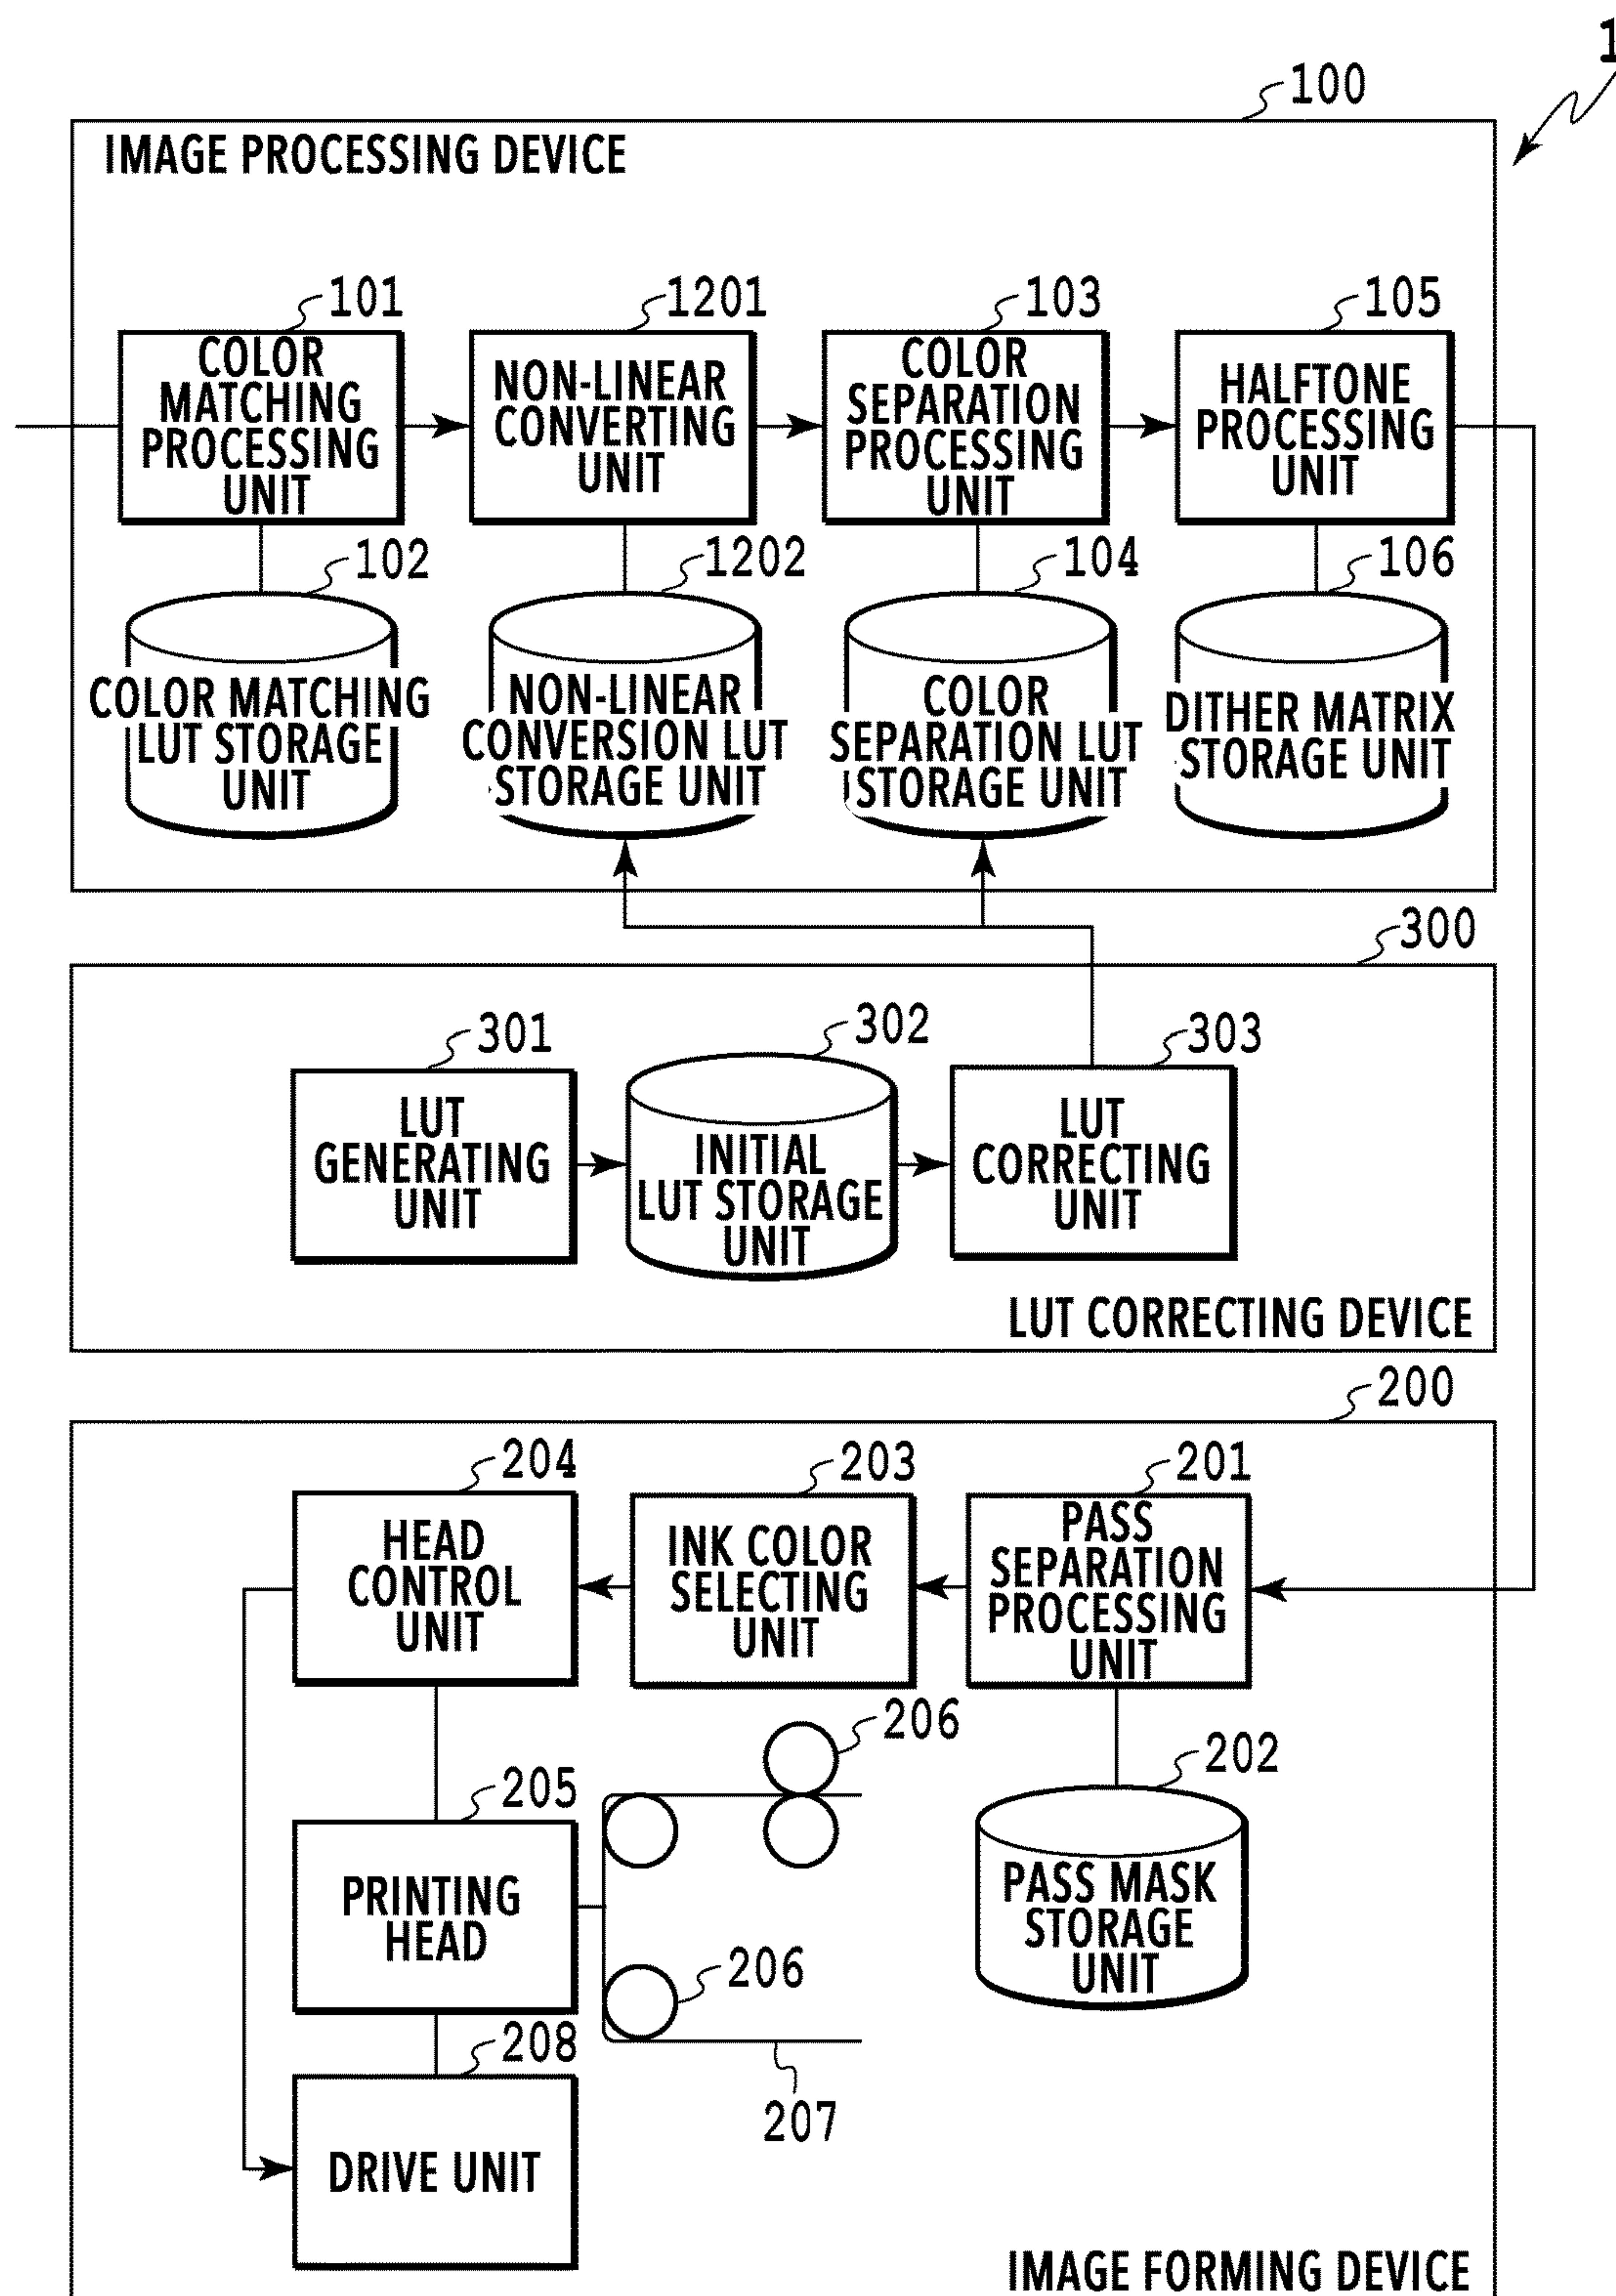 1
100
IMAGE PROCESSING DEVICE
101
COLOR
MATCHING
PROCESSING
UNIT
1201
NON-LINEAR
CONVERTING
UNIT
103
COLOR
SEPARATION
PROCESSING
UNIT
105
HALFTONE
PROCESSING
UNIT
102
COLOR MATCHING
LUT STORAGE
UNIT
1202
NON-LINEAR
CONVERSION LUT
STORAGE UNIT
104
COLOR
SEPARATION LUT
STORAGE UNIT
106
DITHER MATRIX
STORAGE UNIT
300
301
LUT
GENERATING
UNIT
302
INITIAL
LUT STORAGE
UNIT
303
LUT
CORRECTING
UNIT
LUT CORRECTING DEVICE
200
204
HEAD
CONTROL
UNIT
203
INK COLOR
SELECTING
UNIT
201
PASS
SEPARATION
PROCESSING
UNIT
206
202
PASS MASK
STORAGE
UNIT
205
PRINTING
HEAD
206
208
207
DRIVE UNIT
IMAGE FORMING DEVICE